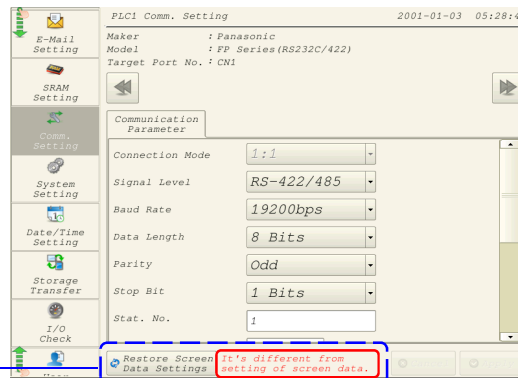 PLC1 Comm. Setting 2001-01-03 05:28:4
Maker : Panasonic
Model : FP Series(RS232C/422)
Target Port No. : CN1
E-Mail
Setting
SRAM
Setting
Comm.
Setting
System
Setting
Date/Time
Setting
Storage
Transfer
I/O
Check
Communication
Parameter
Connection Mode 1:1
Signal Level RS-422/485
Baud Rate 19200bps
Data Length 8 Bits
Parity Odd
Stop Bit 1 Bits
Stat. No. 1
Restore Screen
Data Settings
It's different from
setting of screen data.